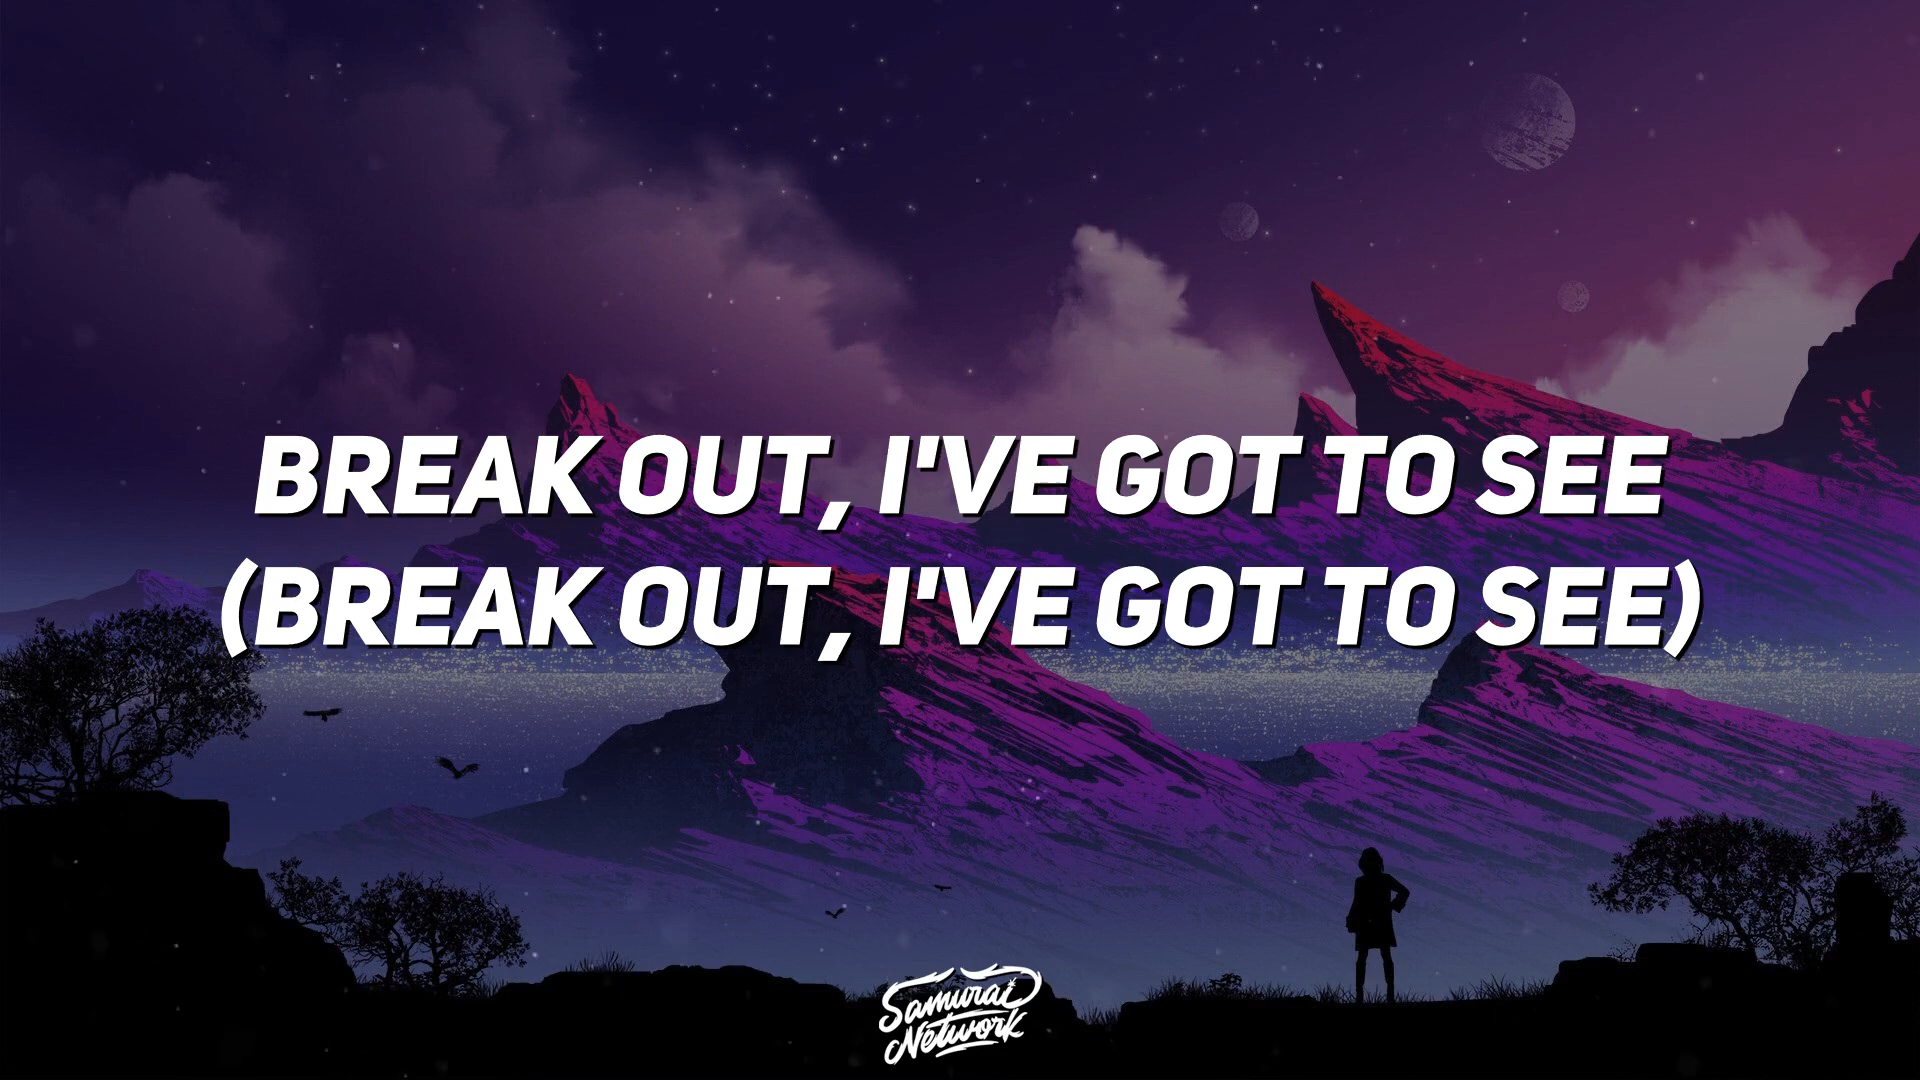 BREAK OUT, I'VE GOT TO SEE
(BREAK OUT, I'VE GOT TO SEE)
Samurai
Network